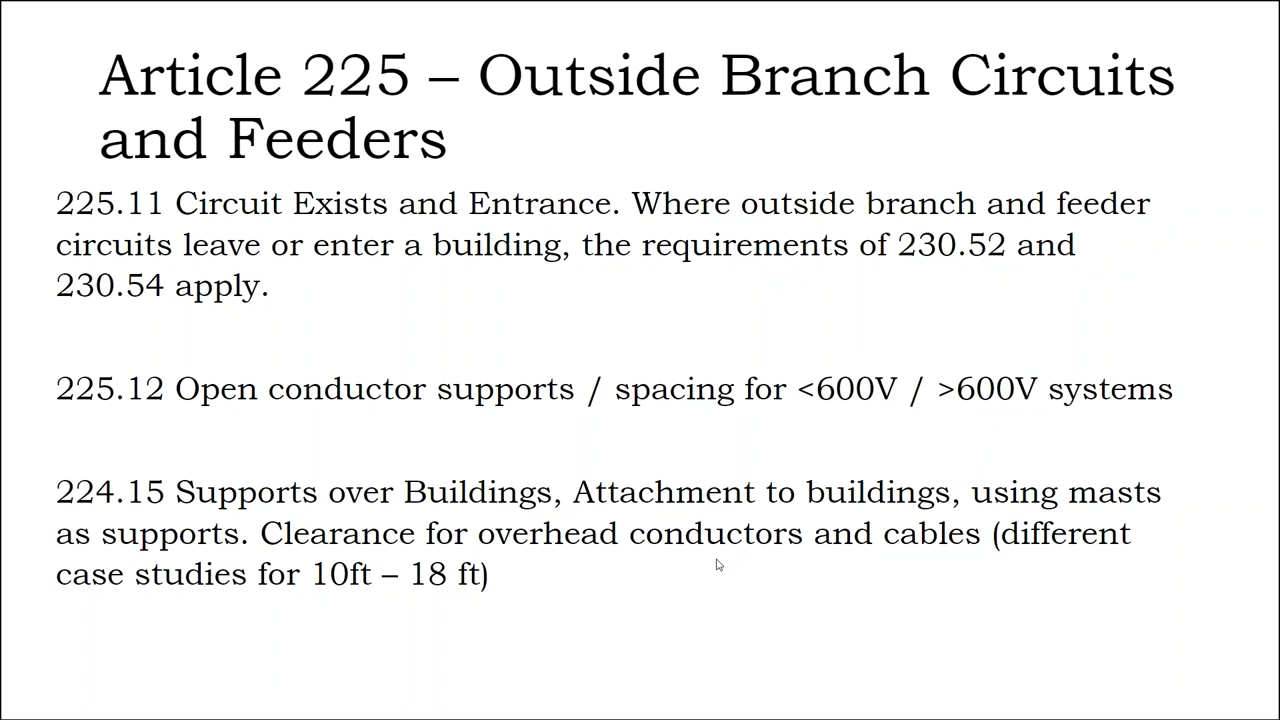 Article 225 – Outside Branch Circuits
and Feeders
225.11 Circuit Exists and Entrance. Where outside branch and feeder
circuits leave or enter a building, the requirements of 230.52 and
230.54 apply.
225.12 Open conductor supports / spacing for <600V / >600V systems
224.15 Supports over Buildings, Attachment to buildings, using masts
as supports. Clearance for overhead conductors and cables (different
case studies for 10ft – 18 ft)